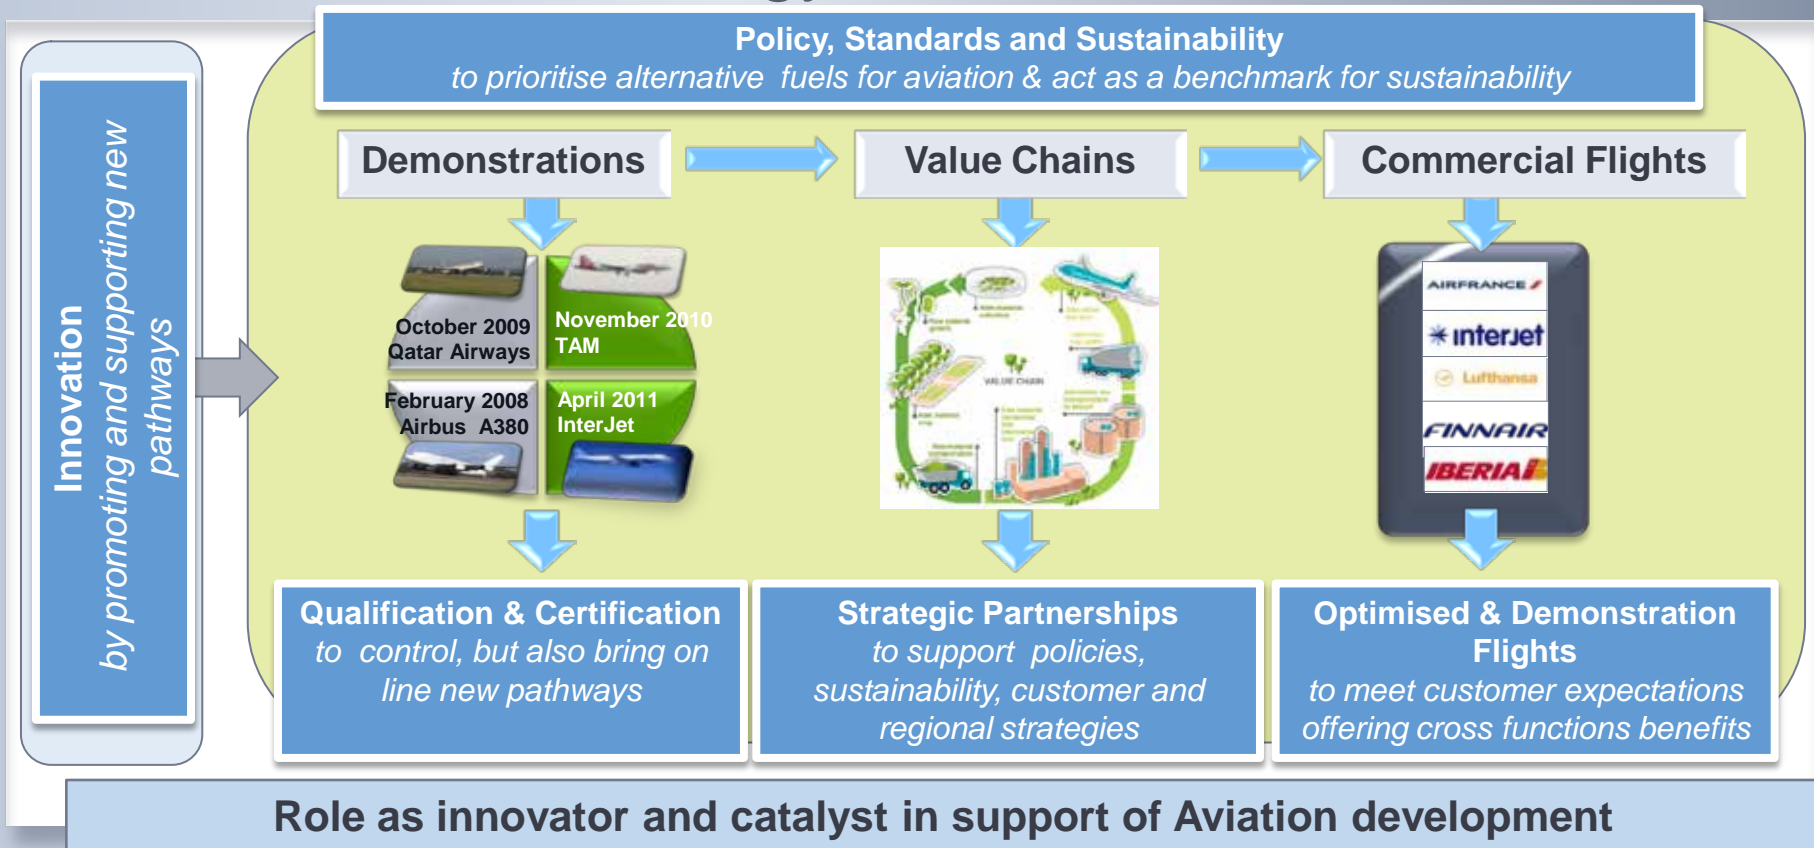 Policy, Standards and Sustainability
to prioritise alternative fuels for aviation & act as a benchmark for sustainability
Innovation
by promoting and supporting new
pathways
Demonstrations
Value Chains
Commercial Flights
October 2009
Qatar Airways
November 2010
TAM
February 2008
Airbus A380
April 2011
InterJet
VALUE CHAIN
AIRFRANCE
interJet
Lufthansa
FINNAIR
IBERIA
Qualification & Certification
to control, but also bring on
line new pathways
Strategic Partnerships
to support policies,
sustainability, customer and
regional strategies
Optimised & Demonstration
Flights
to meet customer expectations
offering cross functions benefits
Role as innovator and catalyst in support of Aviation development